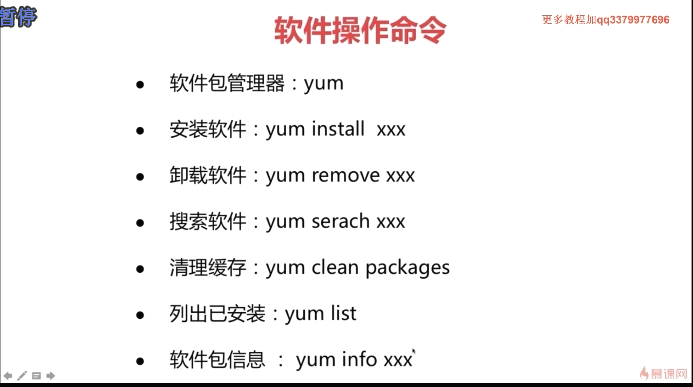 暂停
更多教程加qq3379977696
软件操作命令
• 软件包管理器：yum
• 安装软件：yum install xxx
• 卸载软件：yum remove xxx
• 搜索软件：yum serach xxx
• 清理缓存：yum clean packages
• 列出已安装：yum list
• 软件包信息 ： yum info xxx
慕课网